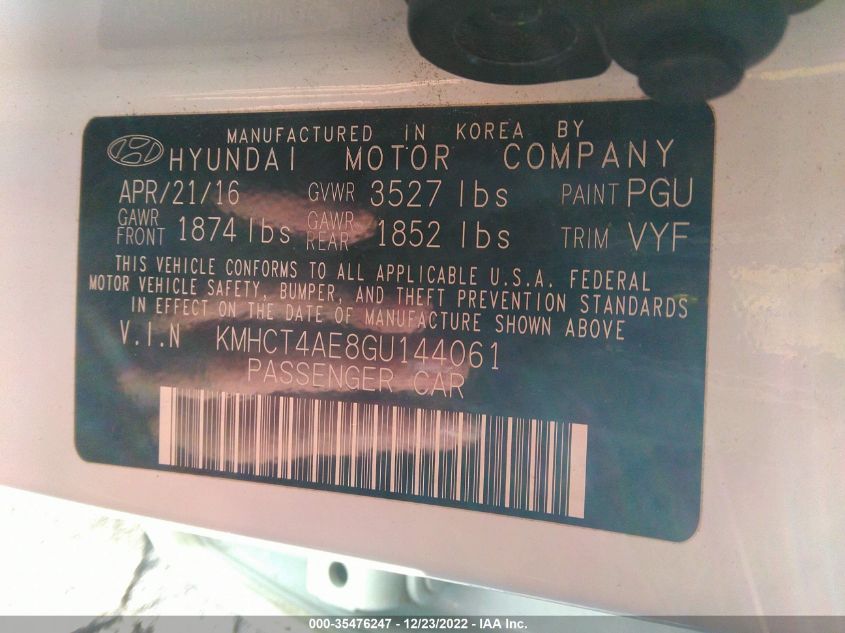 MANUFACTURED IN KOREA BY
HYUNDAI MOTOR COMPANY
APR/21/16 GVWR 3527 lbs PAINT PGU
GAWR FRONT 1874 lbs GAWR REAR 1852 lbs TRIM VYF
THIS VEHICLE CONFORMS TO ALL APPLICABLE U.S.A. FEDERAL
MOTOR VEHICLE SAFETY, BUMPER, AND THEFT PREVENTION STANDARDS
IN EFFECT ON THE DATE OF MANUFACTURE SHOWN ABOVE
V.I.N KMHCT4AE8GU144061
PASSENGER CAR
000-35476247 - 12/23/2022 - IAA Inc.